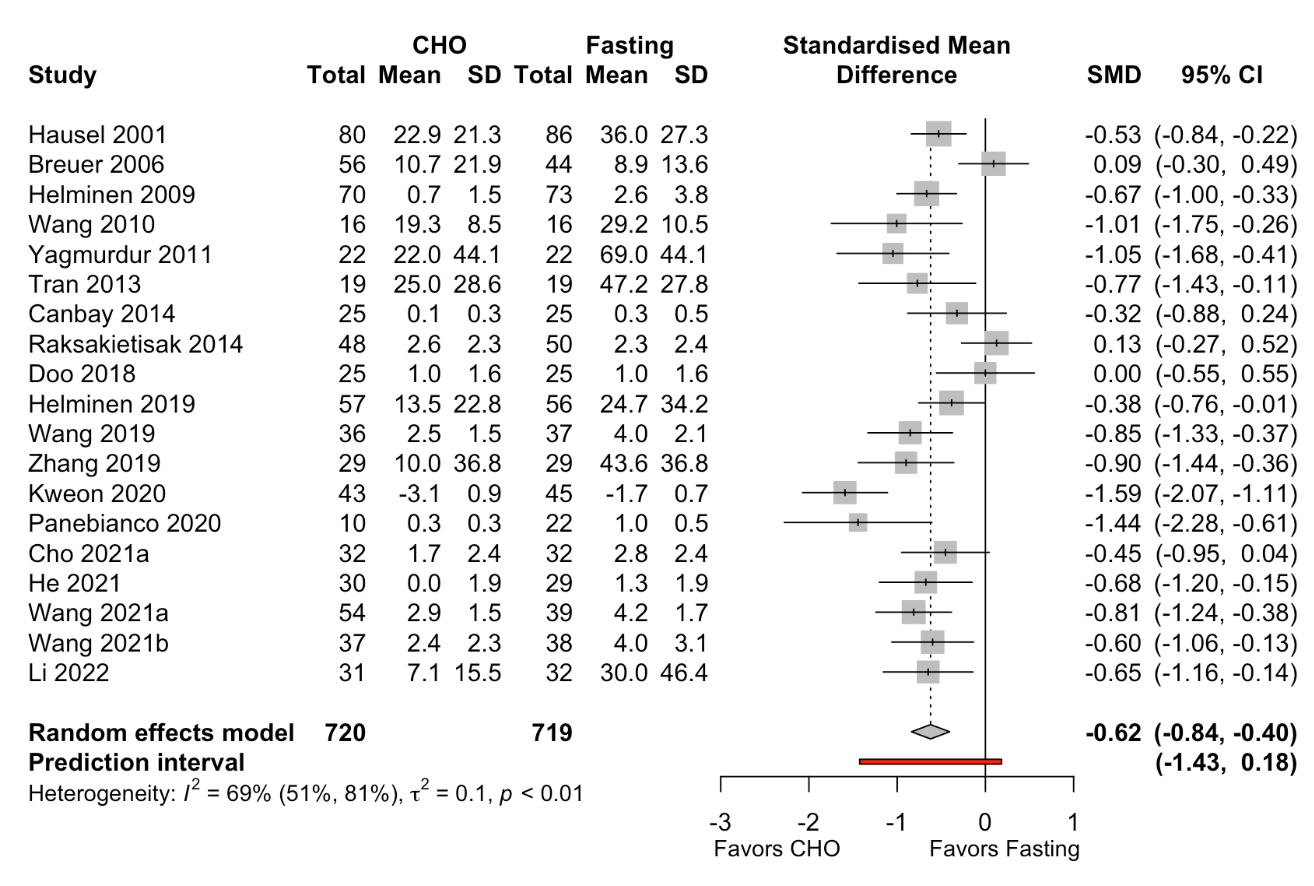 CHO Fasting Standardised Mean
Study Total Mean SD Total Mean SD Difference SMD 95% CI
Hausel 2001 80 22.9 21.3 86 36.0 27.3 -0.53 (-0.84, -0.22)
Breuer 2006 56 10.7 21.9 44 8.9 13.6 0.09 (-0.30, 0.49)
Helminen 2009 70 0.7 1.5 73 2.6 3.8 -0.67 (-1.00, -0.33)
Wang 2010 16 19.3 8.5 16 29.2 10.5 -1.01 (-1.75, -0.26)
Yagmurdur 2011 22 22.0 44.1 22 69.0 44.1 -1.05 (-1.68, -0.41)
Tran 2013 19 25.0 28.6 19 47.2 27.8 -0.77 (-1.43, -0.11)
Canbay 2014 25 0.1 0.3 25 0.3 0.5 -0.32 (-0.88, 0.24)
Raksakietisak 2014 48 2.6 2.3 50 2.3 2.4 0.13 (-0.27, 0.52)
Doo 2018 25 1.0 1.6 25 1.0 1.6 0.00 (-0.55, 0.55)
Helminen 2019 57 13.5 22.8 56 24.7 34.2 -0.38 (-0.76, -0.01)
Wang 2019 36 2.5 1.5 37 4.0 2.1 -0.85 (-1.33, -0.37)
Zhang 2019 29 10.0 36.8 29 43.6 36.8 -0.90 (-1.44, -0.36)
Kweon 2020 43 -3.1 0.9 45 -1.7 0.7 -1.59 (-2.07, -1.11)
Panebianco 2020 10 0.3 0.3 22 1.0 0.5 -1.44 (-2.28, -0.61)
Cho 2021a 32 1.7 2.4 32 2.8 2.4 -0.45 (-0.95, 0.04)
He 2021 30 0.0 1.9 29 1.3 1.9 -0.68 (-1.20, -0.15)
Wang 2021a 54 2.9 1.5 39 4.2 1.7 -0.81 (-1.24, -0.38)
Wang 2021b 37 2.4 2.3 38 4.0 3.1 -0.60 (-1.06, -0.13)
Li 2022 31 7.1 15.5 32 30.0 46.4 -0.65 (-1.16, -0.14)
Random effects model 720 719 -0.62 (-0.84, -0.40)
Prediction interval (-1.43, 0.18)
Heterogeneity: I² = 69% (51%, 81%), τ² = 0.1, p < 0.01
-3 -2 -1 0 1
Favors CHO Favors Fasting